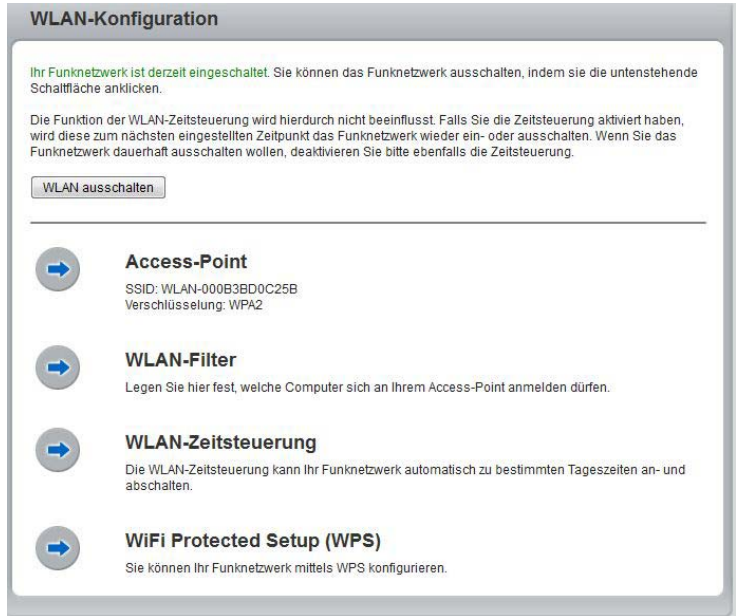 WLAN-Konfiguration
Ihr Funknetzwerk ist derzeit eingeschaltet. Sie können das Funknetzwerk ausschalten, indem sie die untenstehende
Schaltfläche anklicken.
Die Funktion der WLAN-Zeitsteuerung wird hierdurch nicht beeinflusst. Falls Sie die Zeitsteuerung aktiviert haben,
wird diese zum nächsten eingestellten Zeitpunkt das Funknetzwerk wieder ein- oder ausschalten. Wenn Sie das
Funknetzwerk dauerhaft ausschalten wollen, deaktivieren Sie bitte ebenfalls die Zeitsteuerung.
WLAN ausschalten
Access-Point
SSID: WLAN-000B3BD0C25B
Verschlüsselung: WPA2
WLAN-Filter
Legen Sie hier fest, welche Computer sich an Ihrem Access-Point anmelden dürfen.
WLAN-Zeitsteuerung
Die WLAN-Zeitsteuerung kann Ihr Funknetzwerk automatisch zu bestimmten Tageszeiten an- und
abschalten.
WiFi Protected Setup (WPS)
Sie können Ihr Funknetzwerk mittels WPS konfigurieren.